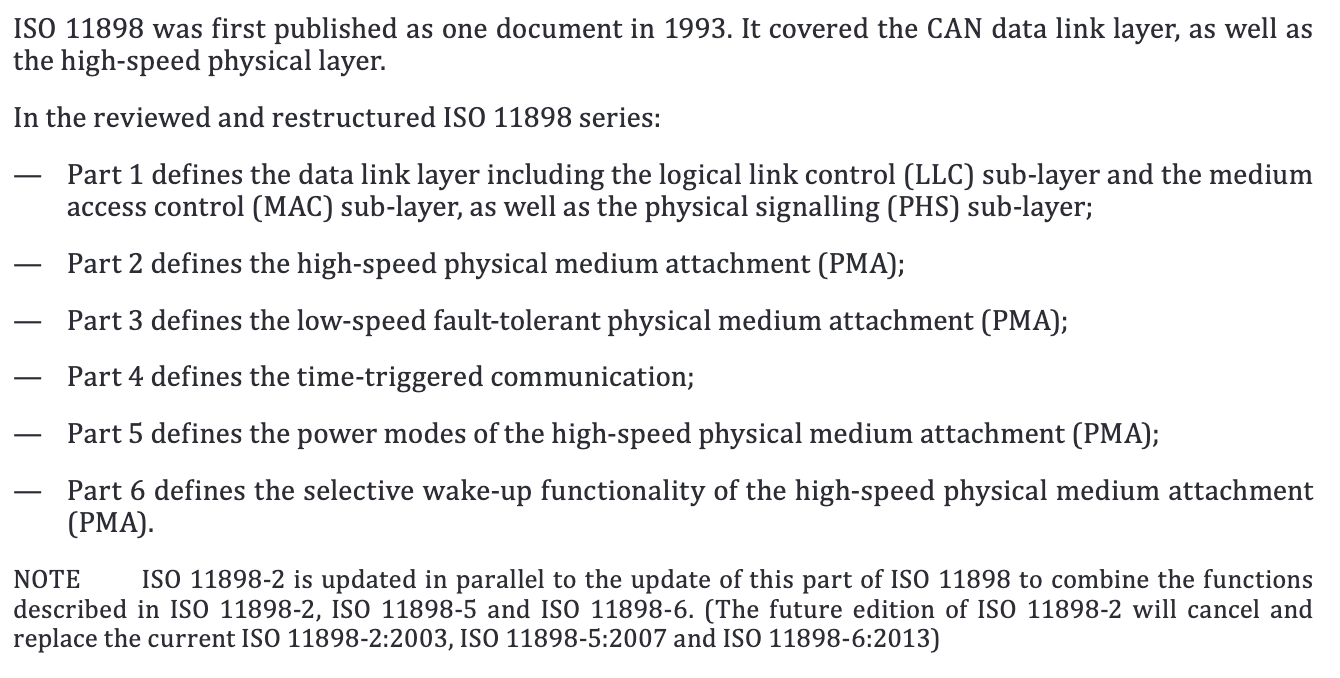 ISO 11898 was first published as one document in 1993. It covered the CAN data link layer, as well as
the high-speed physical layer.
In the reviewed and restructured ISO 11898 series:
— Part 1 defines the data link layer including the logical link control (LLC) sub-layer and the medium
access control (MAC) sub-layer, as well as the physical signalling (PHS) sub-layer;
— Part 2 defines the high-speed physical medium attachment (PMA);
— Part 3 defines the low-speed fault-tolerant physical medium attachment (PMA);
— Part 4 defines the time-triggered communication;
— Part 5 defines the power modes of the high-speed physical medium attachment (PMA);
— Part 6 defines the selective wake-up functionality of the high-speed physical medium attachment
(PMA).
NOTE ISO 11898-2 is updated in parallel to the update of this part of ISO 11898 to combine the functions
described in ISO 11898-2, ISO 11898-5 and ISO 11898-6. (The future edition of ISO 11898-2 will cancel and
replace the current ISO 11898-2:2003, ISO 11898-5:2007 and ISO 11898-6:2013)